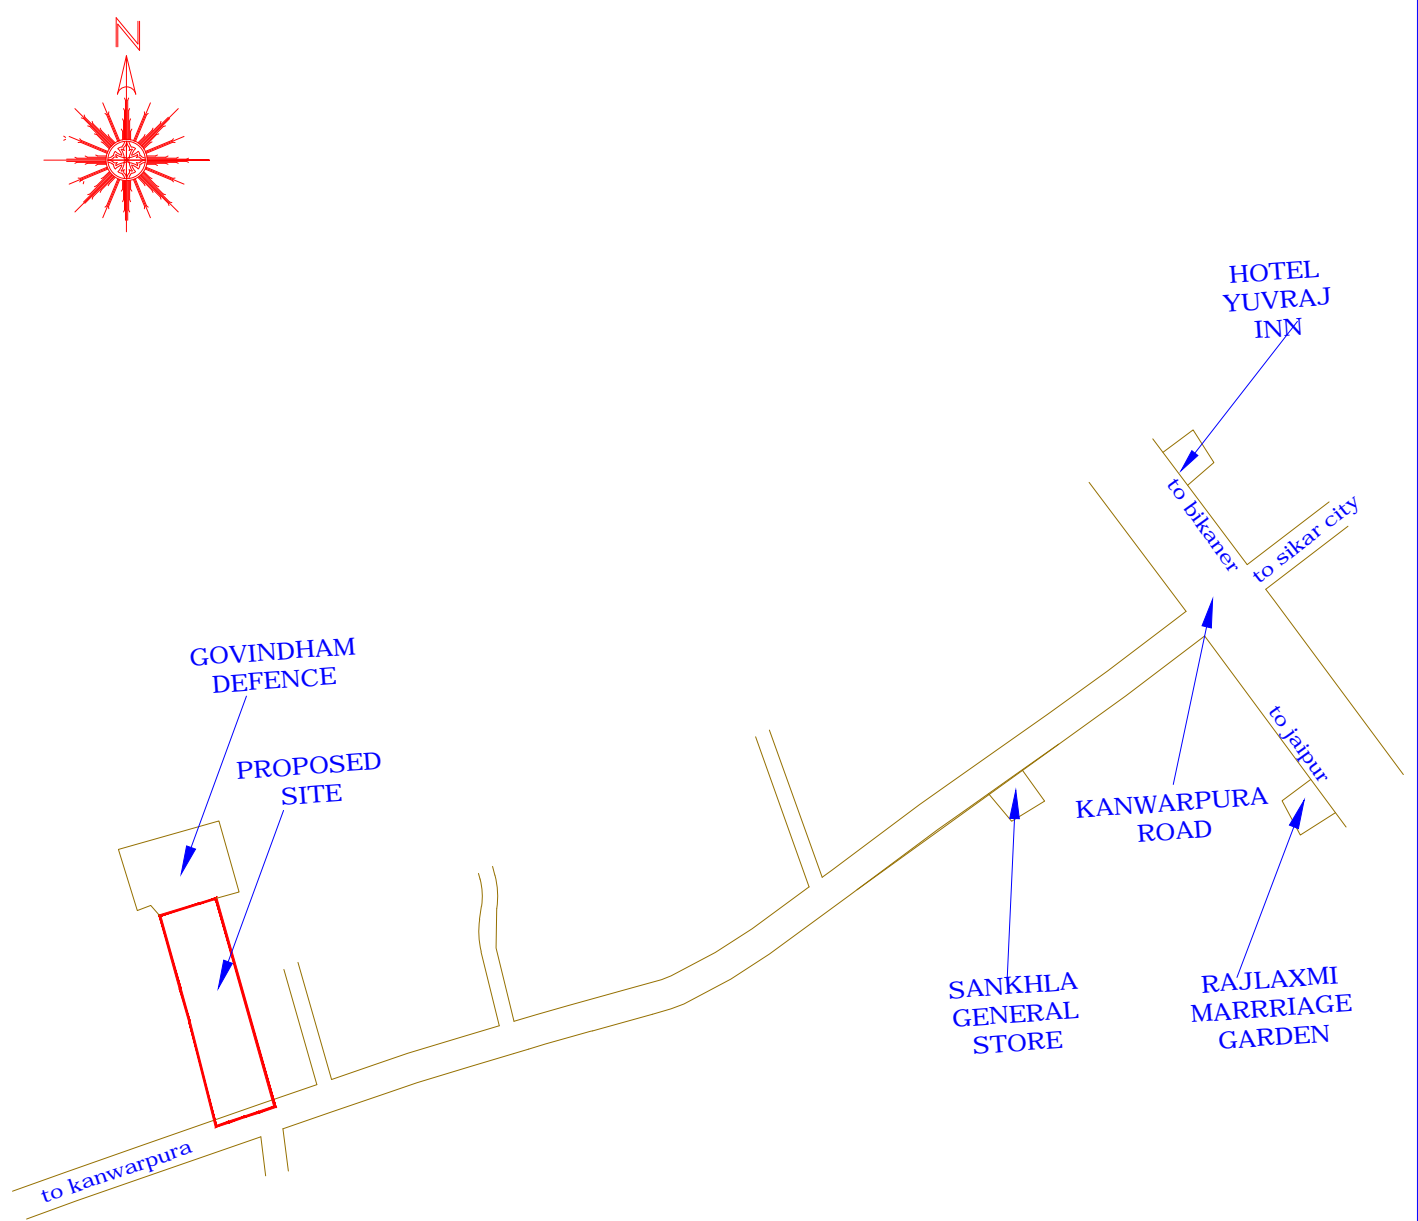 N
HOTEL
YUVRAJ
INN
to bikaner
to sikar city
GOVINDHAM
DEFENCE
PROPOSED
SITE
to jaipur
KANWARPURA
ROAD
SANKHLA
GENERAL
STORE
RAJLAXMI
MARRRIAGE
GARDEN
to kanwarpura